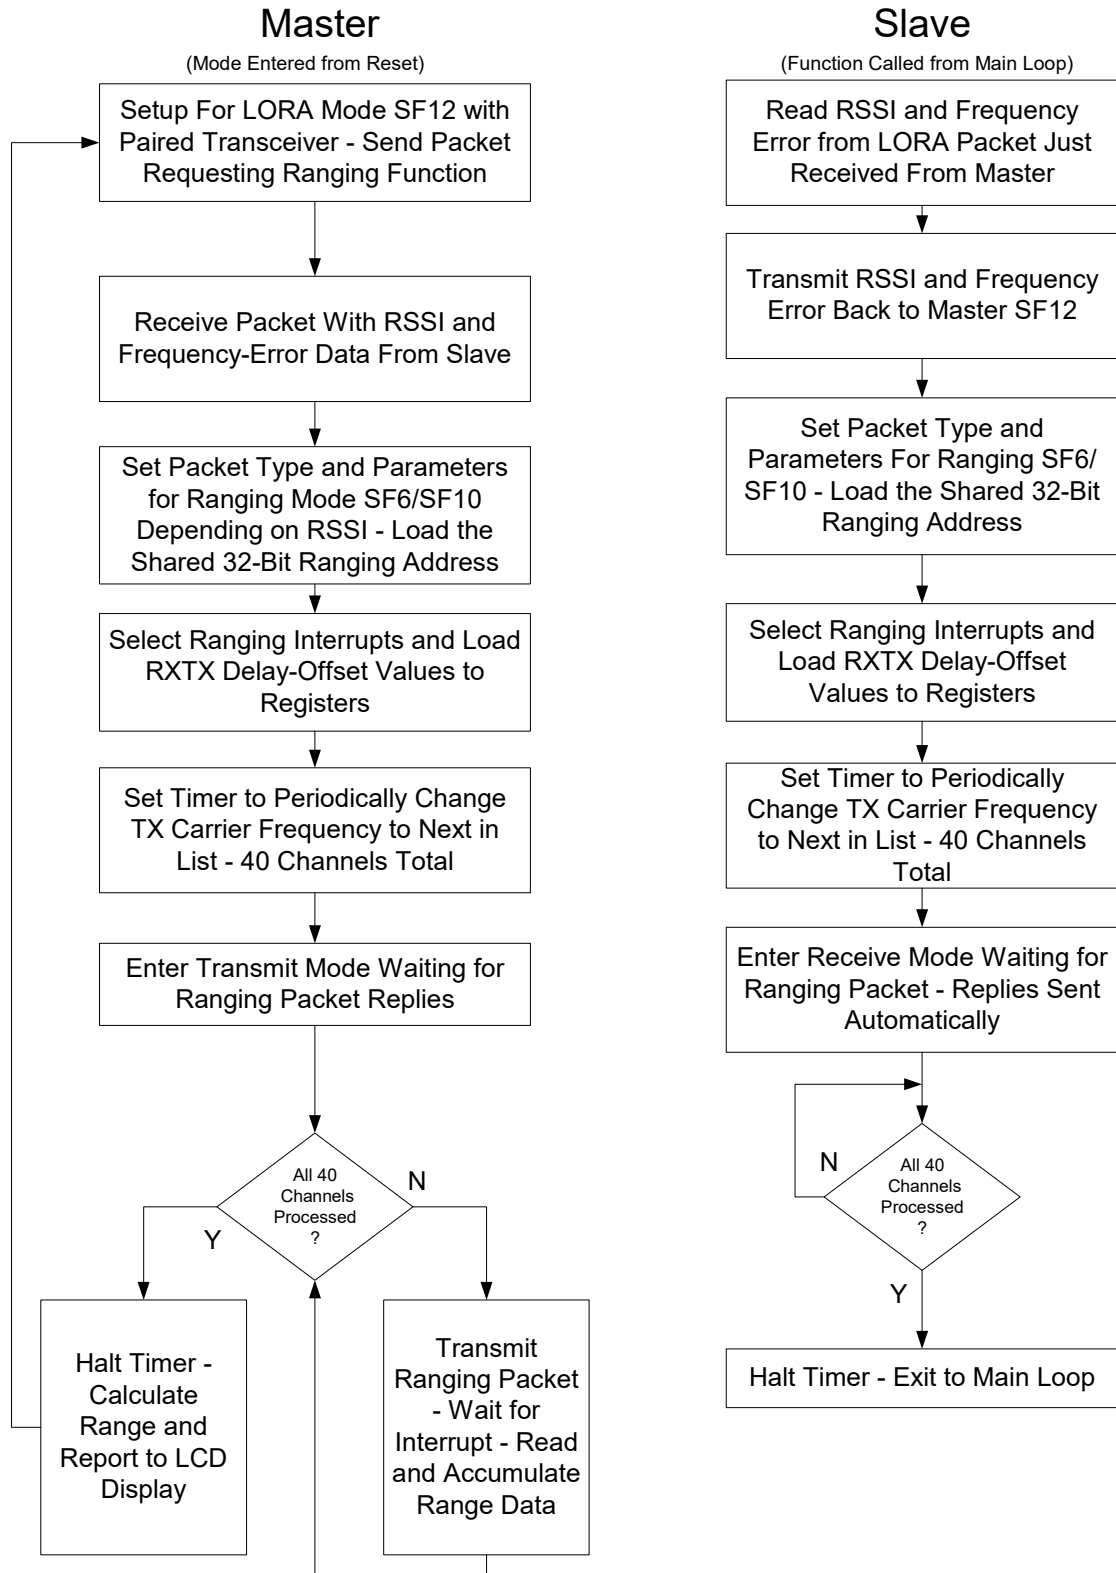 Master
(Mode Entered from Reset)
Setup For LORA Mode SF12 with
Paired Transceiver - Send Packet
Requesting Ranging Function
Receive Packet With RSSI and
Frequency-Error Data From Slave
Set Packet Type and Parameters
for Ranging Mode SF6/SF10
Depending on RSSI - Load the
Shared 32-Bit Ranging Address
Select Ranging Interrupts and Load
RXTX Delay-Offset Values to
Registers
Set Timer to Periodically Change
TX Carrier Frequency to Next in
List - 40 Channels Total
Enter Transmit Mode Waiting for
Ranging Packet Replies
All 40
Channels
Processed
?
Y
N
Halt Timer -
Calculate
Range and
Report to LCD
Display
Transmit
Ranging Packet
- Wait for
Interrupt - Read
and Accumulate
Range Data
Slave
(Function Called from Main Loop)
Read RSSI and Frequency
Error from LORA Packet Just
Received From Master
Transmit RSSI and Frequency
Error Back to Master SF12
Set Packet Type and
Parameters For Ranging SF6/
SF10 - Load the Shared 32-Bit
Ranging Address
Select Ranging Interrupts and
Load RXTX Delay-Offset
Values to Registers
Set Timer to Periodically
Change TX Carrier Frequency
to Next in List - 40 Channels
Total
Enter Receive Mode Waiting for
Ranging Packet - Replies Sent
Automatically
N
All 40
Channels
Processed
?
Y
Halt Timer - Exit to Main Loop